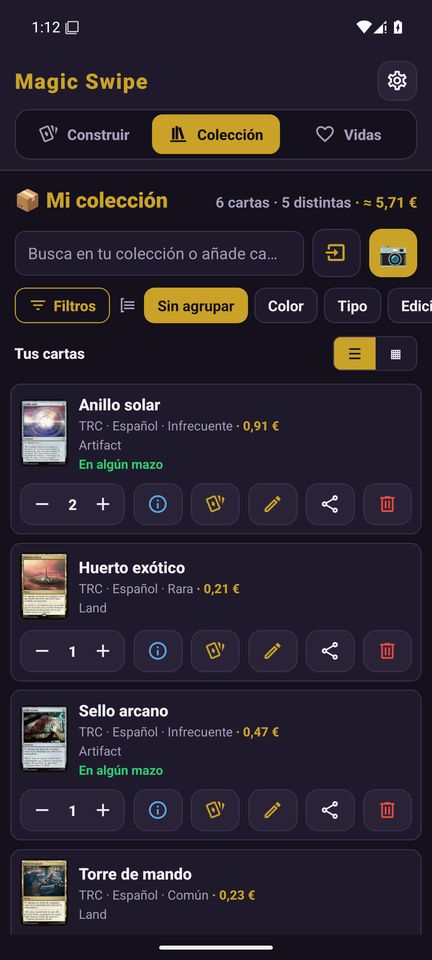 1:12
Magic Swipe
Construir
Colección
Vidas
Mi colección
6 cartas · 5 distintas · ≈ 5,71 €
Busca en tu colección o añade ca...
Filtros
Sin agrupar
Color
Tipo
Edici
Tus cartas
Anillo solar
TRC · Español · Infrecuente · 0,91 €
Artifact
En algún mazo
2
Huerto exótico
TRC · Español · Rara · 0,21 €
Land
1
Sello arcano
TRC · Español · Infrecuente · 0,47 €
Artifact
En algún mazo
1
Torre de mando
TRC · Español · Común · 0,23 €
Land